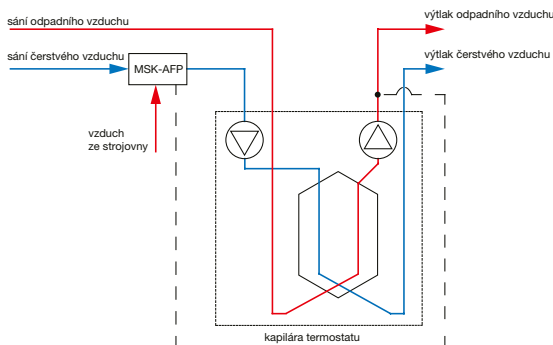 sání odpadního vzduchu
výtlak odpadního vzduchu
sání čerstvého vzduchu
výtlak čerstvého vzduchu
MSK-AFP
vzduch
ze strojovny
kapilára termostatu